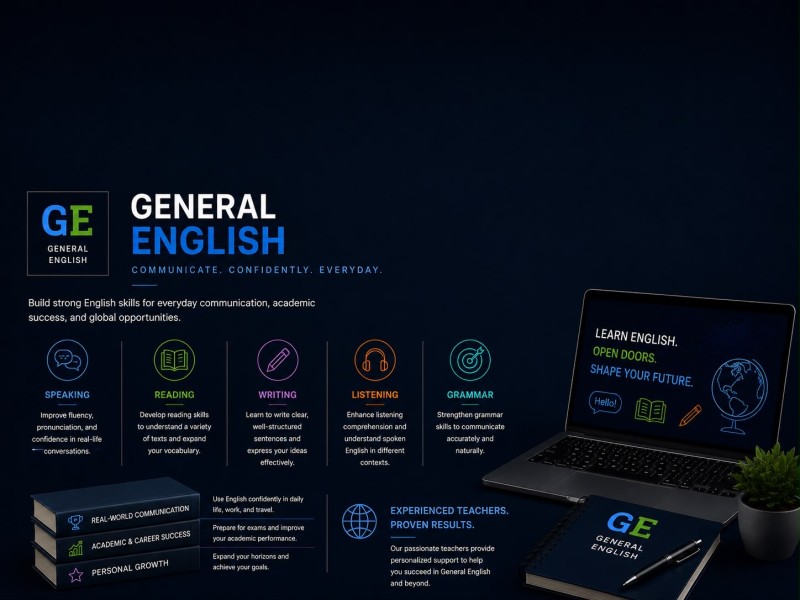 GE
GENERAL
ENGLISH
GENERAL
ENGLISH
COMMUNICATE. CONFIDENTLY. EVERYDAY.
Build strong English skills for everyday communication, academic
success, and global opportunities.
SPEAKING
Improve fluency,
pronunciation, and
confidence in real-life
conversations.
READING
Develop reading skills
to understand a variety
of texts and expand
your vocabulary.
WRITING
Learn to write clear,
well-structured
sentences and
express your ideas
effectively.
LISTENING
Enhance listening
comprehension and
understand spoken
English in different
contexts.
GRAMMAR
Strengthen grammar
skills to communicate
accurately and
naturally.
LEARN ENGLISH.
OPEN DOORS.
SHAPE YOUR FUTURE.
Hello!
REAL-WORLD COMMUNICATION
Use English confidently in daily
life, work, and travel.
ACADEMIC & CAREER SUCCESS
Prepare for exams and improve
your academic performance.
PERSONAL GROWTH
Expand your horizons and
achieve your goals.
EXPERIENCED TEACHERS.
PROVEN RESULTS.
Our passionate teachers provide
personalized support to help
you succeed in General English
and beyond.
GE
GENERAL
ENGLISH